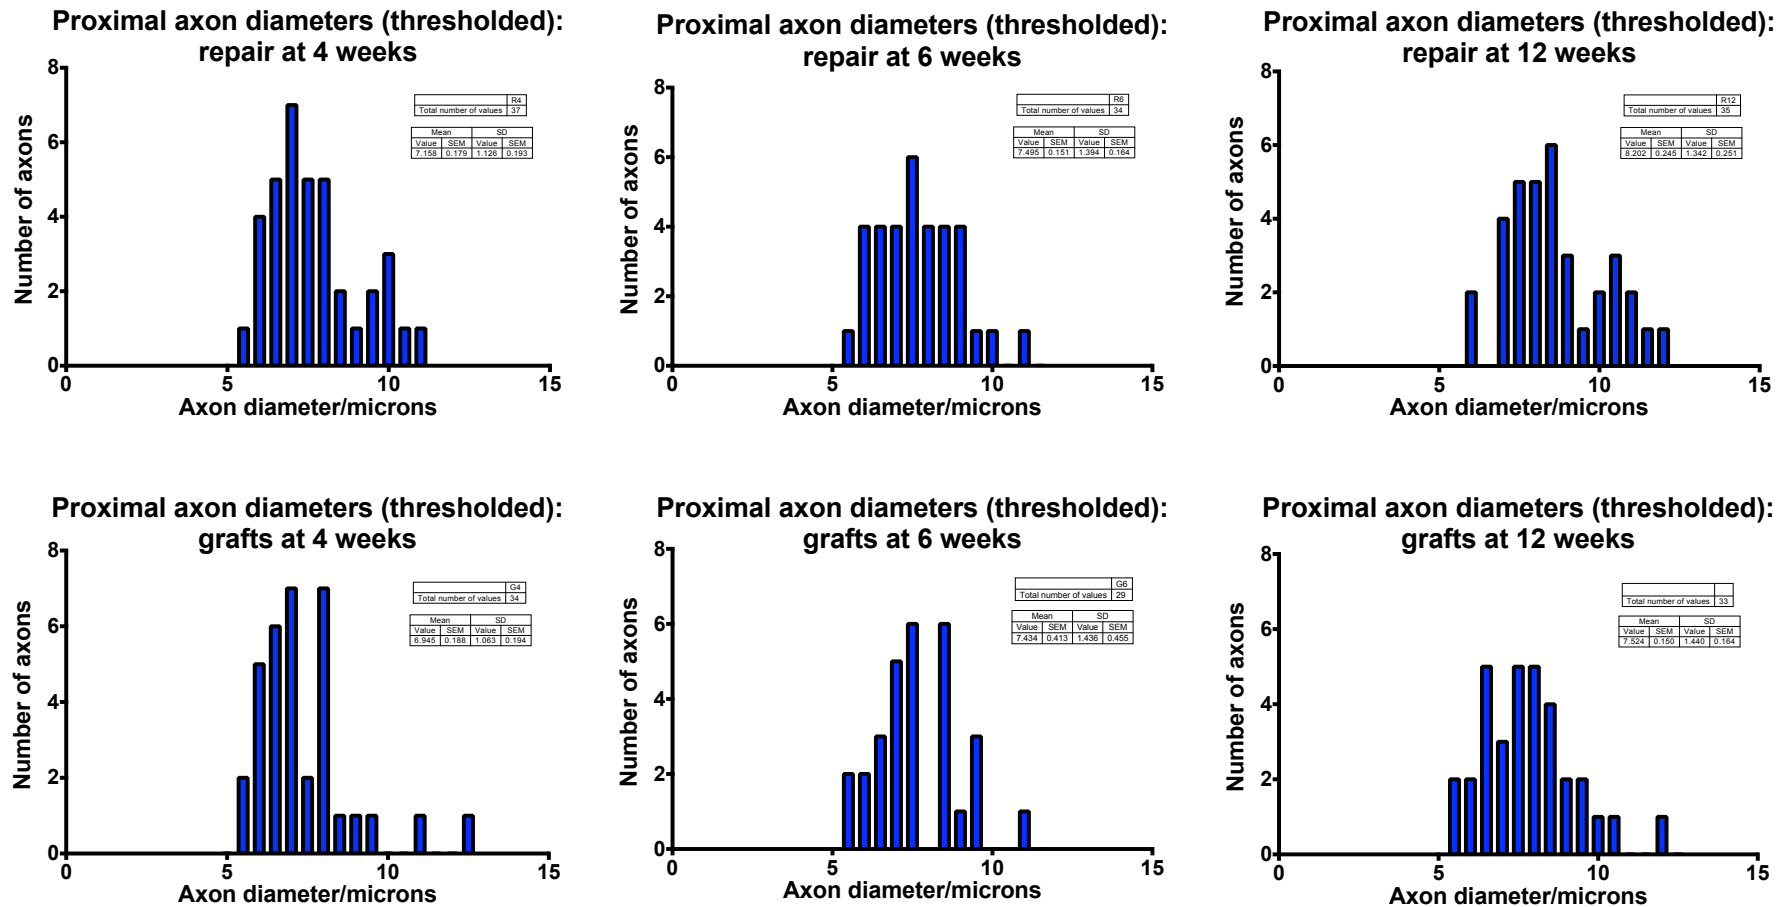 Proximal axon diameters (thresholded):
repair at 4 weeks
8
6
4
2
0
Number of axons
R4
Total number of values 37
Mean SD
Value SEM Value SEM
7.158 0.179 1.126 0.193
0 5 10 15
Axon diameter/microns
Proximal axon diameters (thresholded):
repair at 6 weeks
8
6
4
2
0
Number of axons
R6
Total number of values 34
Mean SD
Value SEM Value SEM
7.495 0.151 1.394 0.164
0 5 10 15
Axon diameter/microns
Proximal axon diameters (thresholded):
repair at 12 weeks
8
6
4
2
0
Number of axons
R12
Total number of values 35
Mean SD
Value SEM Value SEM
8.202 0.245 1.342 0.251
0 5 10 15
Axon diameter/microns
Proximal axon diameters (thresholded):
grafts at 4 weeks
8
6
4
2
0
Number of axons
G4
Total number of values 34
Mean SD
Value SEM Value SEM
6.945 0.188 1.063 0.194
0 5 10 15
Axon diameter/microns
Proximal axon diameters (thresholded):
grafts at 6 weeks
8
6
4
2
0
Number of axons
G6
Total number of values 29
Mean SD
Value SEM Value SEM
7.434 0.413 1.436 0.455
0 5 10 15
Axon diameter/microns
Proximal axon diameters (thresholded):
grafts at 12 weeks
8
6
4
2
0
Number of axons
Total number of values 33
Mean SD
Value SEM Value SEM
7.524 0.150 1.440 0.164
0 5 10 15
Axon diameter/microns